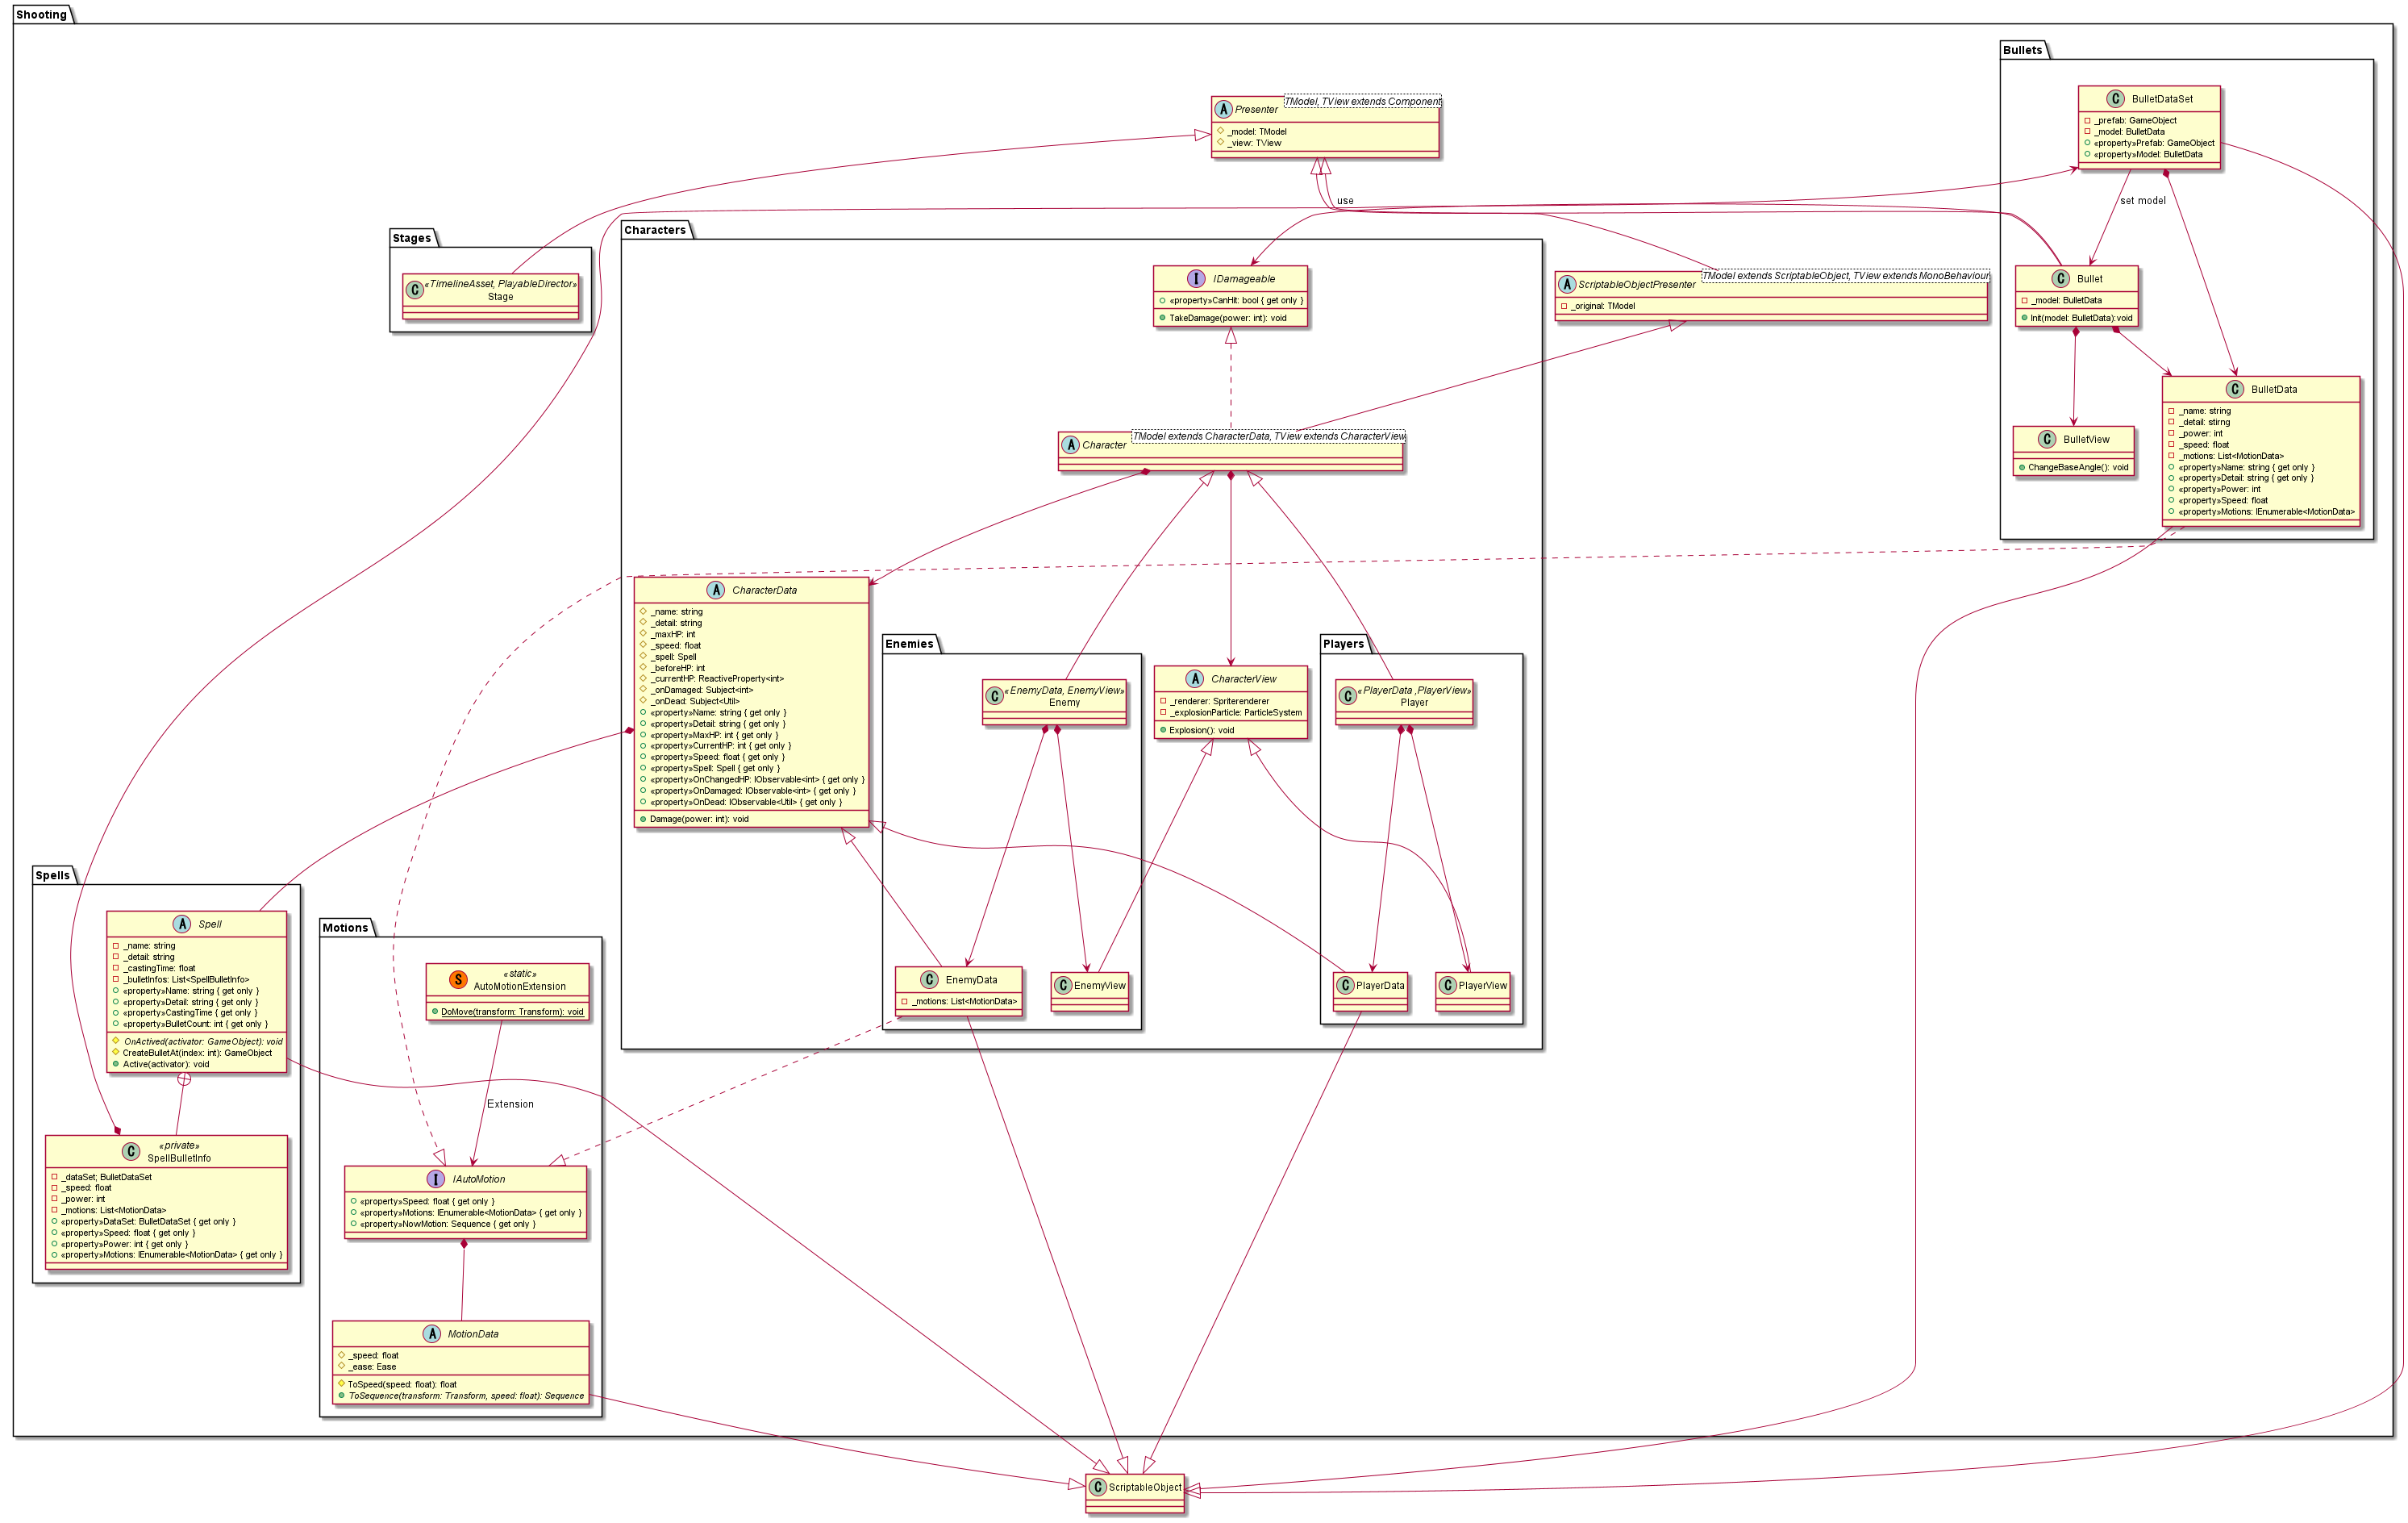 Shooting
Bullets
BulletDataSet
_prefab: GameObject
_model: BulletData
«property»Prefab: GameObject
«property»Model: BulletData
Presenter
TModel, TView extends Component
_model: TModel
_view: TView
use
set model
Stages
«TimelineAsset, PlayableDirector»
Stage
Characters
IDamageable
«property»CanHit: bool { get only }
TakeDamage(power: int): void
ScriptableObjectPresenter
TModel extends ScriptableObject, TView extends MonoBehaviour
_original: TModel
Bullet
_model: BulletData
Init(model: BulletData):void
BulletData
_name: string
_detail: stirng
_power: int
_speed: float
_motions: List<MotionData>
«property»Name: string { get only }
«property»Detail: string { get only }
«property»Power: int
«property»Speed: float
«property»Motions: IEnumerable<MotionData>
BulletView
ChangeBaseAngle(): void
Character
TModel extends CharacterData, TView extends CharacterView
CharacterData
_name: string
_detail: string
_maxHP: int
_speed: float
_spell: Spell
_beforeHP: int
_currentHP: ReactiveProperty<int>
_onDamaged: Subject<int>
_onDead: Subject<Util>
«property»Name: string { get only }
«property»Detail: string { get only }
«property»MaxHP: int { get only }
«property»CurrentHP: int { get only }
«property»Speed: float { get only }
«property»Spell: Spell { get only }
«property»OnChangedHP: IObservable<int> { get only }
«property»OnDamaged: IObservable<int> { get only }
«property»OnDead: IObservable<Util> { get only }
Damage(power: int): void
Enemies
«EnemyData, EnemyView»
Enemy
CharacterView
_renderer: Spriterenderer
_explosionParticle: ParticleSystem
Explosion(): void
Players
«PlayerData ,PlayerView»
Player
EnemyData
_motions: List<MotionData>
EnemyView
PlayerData
PlayerView
Spells
Spell
_name: string
_detail: string
_castingTime: float
_bulletInfos: List<SpellBulletInfo>
«property»Name: string { get only }
«property»Detail: string { get only }
«property»CastingTime { get only }
«property»BulletCount: int { get only }
OnActived(activator: GameObject): void
CreateBulletAt(index: int): GameObject
Active(activator): void
«private»
SpellBulletInfo
_dataSet; BulletDataSet
_speed: float
_power: int
_motions: List<MotionData>
«property»DataSet: BulletDataSet { get only }
«property»Speed: float { get only }
«property»Power: int { get only }
«property»Motions: IEnumerable<MotionData> { get only }
Motions
«static»
AutoMotionExtension
DoMove(transform: Transform): void
Extension
IAutoMotion
«property»Speed: float { get only }
«property»Motions: IEnumerable<MotionData> { get only }
«property»NowMotion: Sequence { get only }
MotionData
_speed: float
_ease: Ease
ToSpeed(speed: float): float
ToSequence(transform: Transform, speed: float): Sequence
ScriptableObject